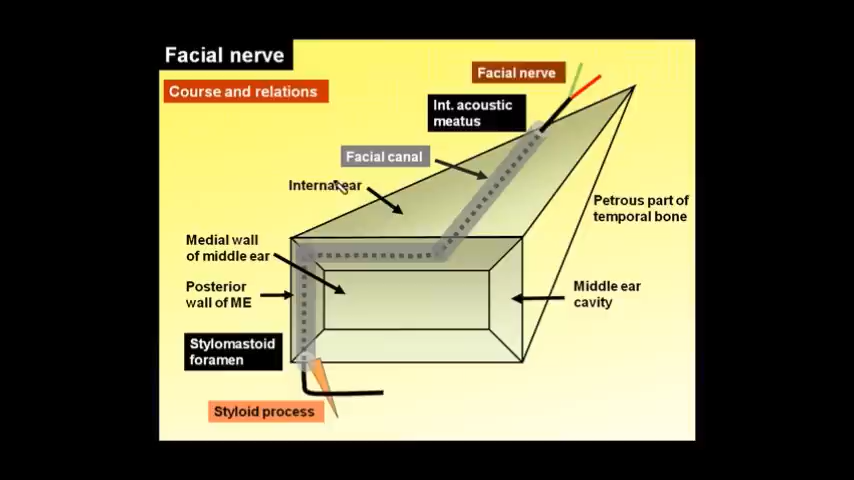 Facial nerve
Course and relations
Facial nerve
Int. acoustic
meatus
Facial canal
Internal ear
Petrous part of
temporal bone
Medial wall
of middle ear
Posterior
wall of ME
Middle ear
cavity
Stylomastoid
foramen
Styloid process